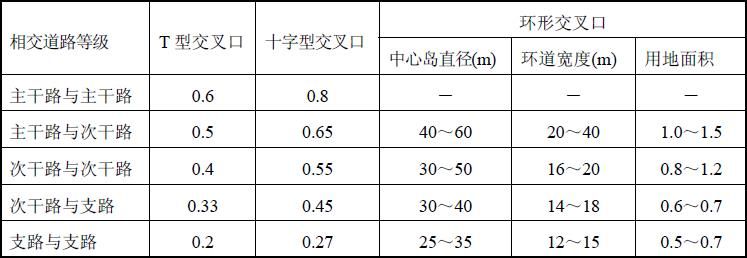 相交道路等级 T 型交叉口 十字型交叉口 环形交叉口
中心岛直径(m) 环道宽度(m) 用地面积
主干路与主干路 0.6 0.8 － － －
主干路与次干路 0.5 0.65 40～60 20～40 1.0～1.5
次干路与次干路 0.4 0.55 30～50 16～20 0.8～1.2
次干路与支路 0.33 0.45 30～40 14～18 0.6～0.7
支路与支路 0.2 0.27 25～35 12～15 0.5～0.7